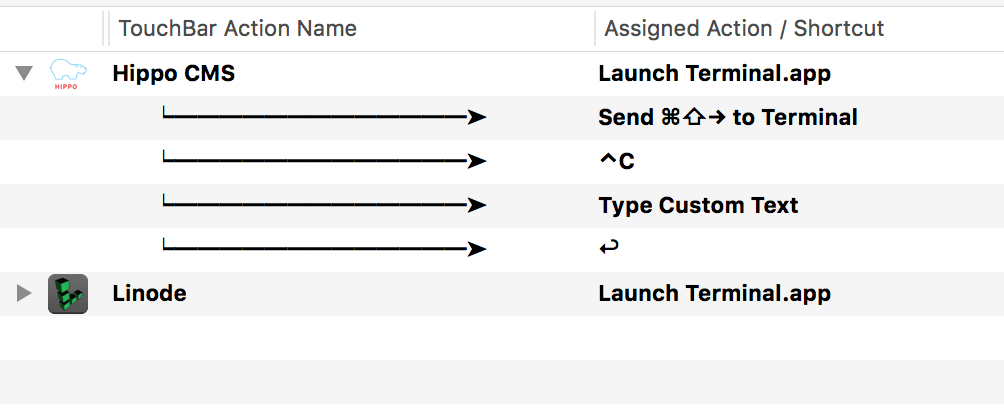 TouchBar Action Name Assigned Action / Shortcut
HIPPO Hippo CMS Launch Terminal.app
Send ⌘⇧→ to Terminal
⌃C
Type Custom Text
↩
Linode Launch Terminal.app